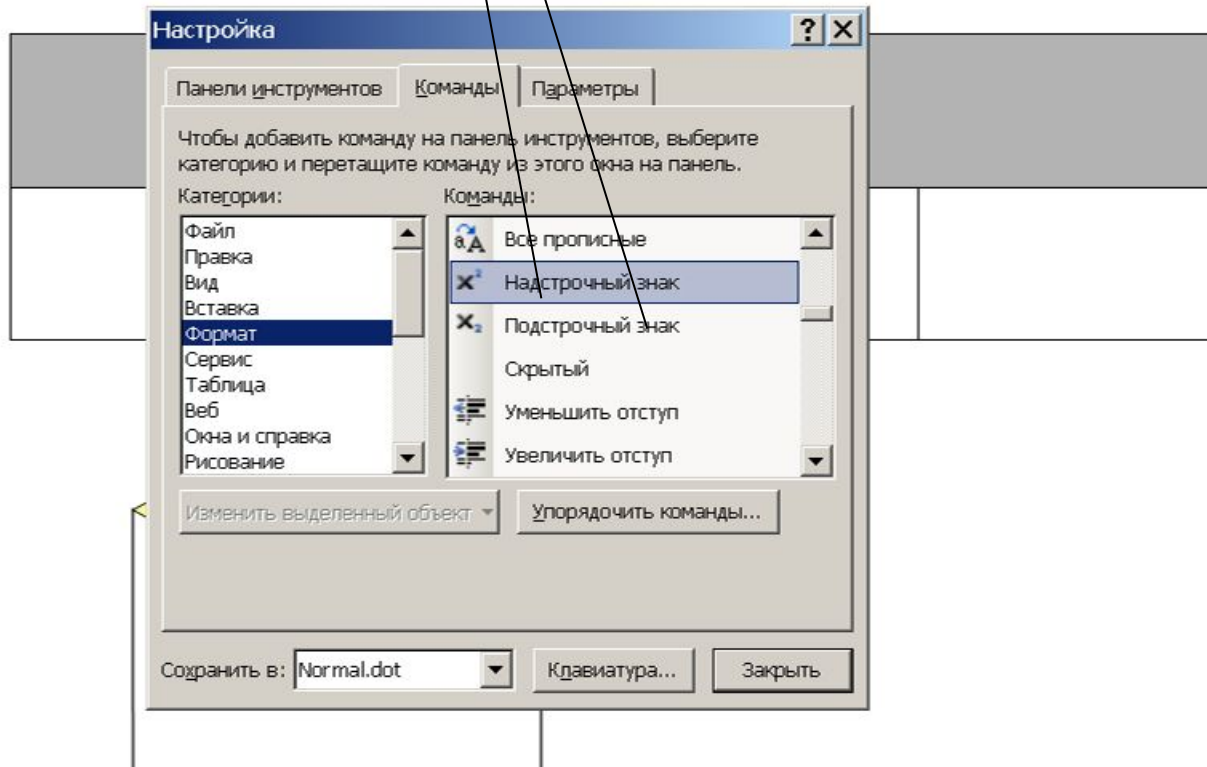 Настройка
Панели инструментов Команды Параметры
Чтобы добавить команду на панель инструментов, выберите
категорию и перетащите команду из этого окна на панель.
Категории:
Файл
Правка
Вид
Вставка
Формат
Сервис
Таблица
Веб
Окна и справка
Рисование
Команды:
Все прописные
Надстрочный знак
Подстрочный знак
Скрытый
Уменьшить отступ
Увеличить отступ
Изменить выделенный объект
Упорядочить команды...
Сохранить в: Normal.dot Клавиатура... Закрыть